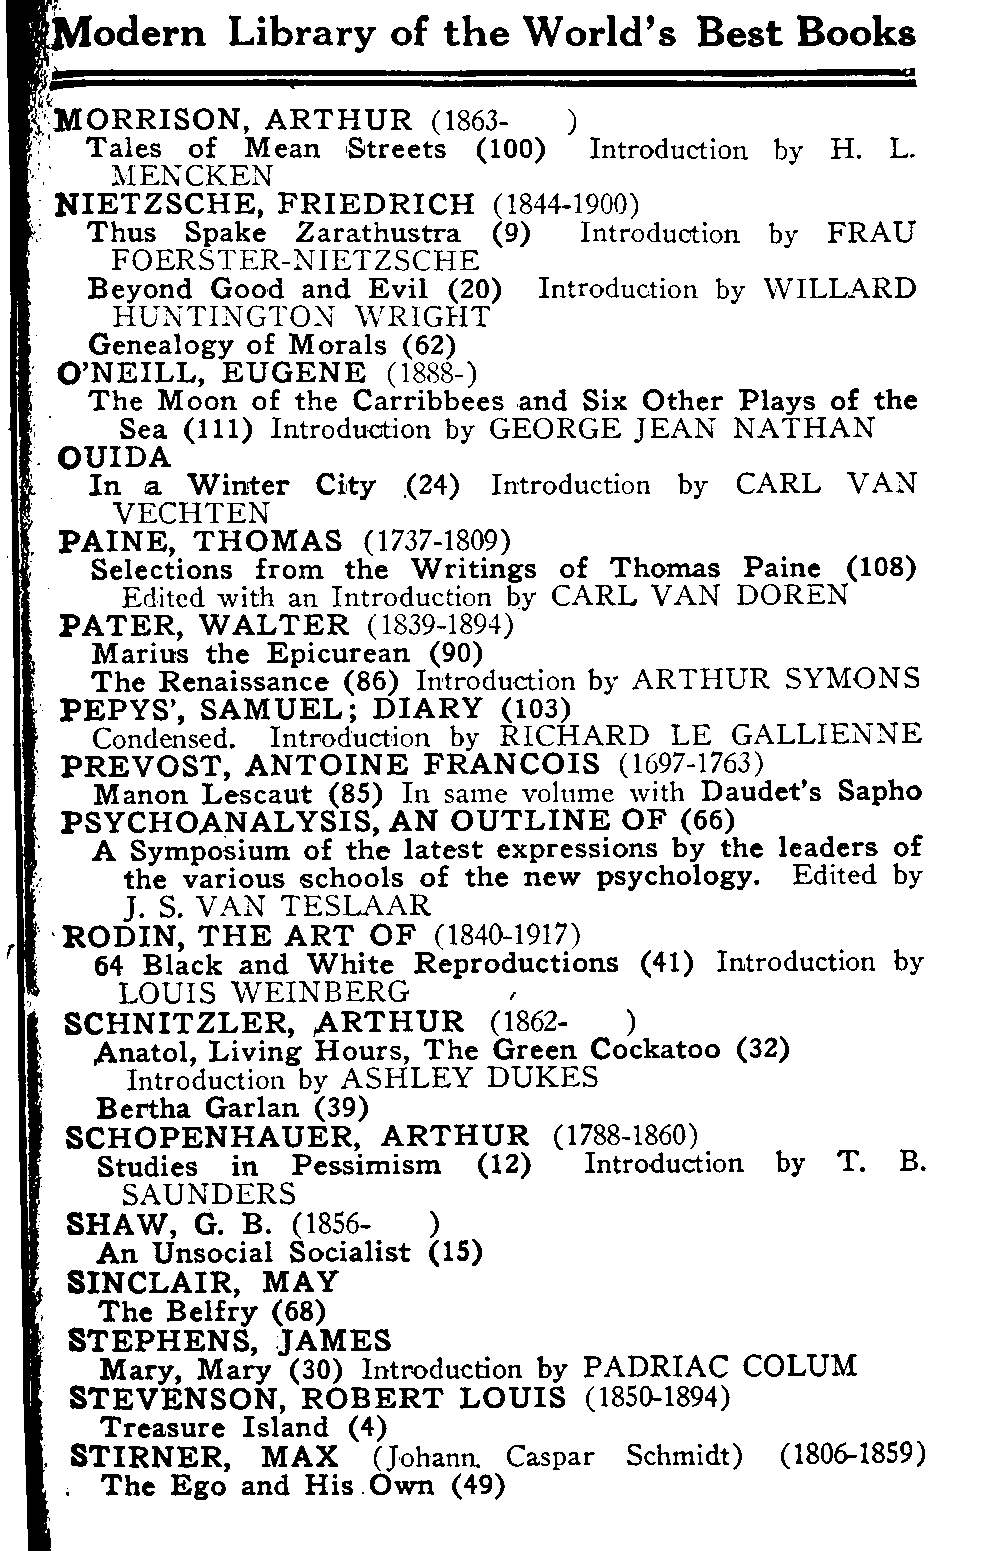 Modern Library of the World's Best Books
MORRISON, ARTHUR (1863- )
Tales of Mean Streets (100) Introduction by H. L.
MENCKEN
NIETZSCHE, FRIEDRICH (1844-1900)
Thus Spake Zarathustra (9) Introduction by FRAU
FOERSTER-NIETZSCHE
Beyond Good and Evil (20) Introduction by WILLARD
HUNTINGTON WRIGHT
Genealogy of Morals (62)
O'NEILL, EUGENE (1888-)
The Moon of the Carribbees and Six Other Plays of the
Sea (111) Introduction by GEORGE JEAN NATHAN
OUIDA
In a Winter City (24) Introduction by CARL VAN
VECHTEN
PAINE, THOMAS (1737-1809)
Selections from the Writings of Thomas Paine (108)
Edited with an Introduction by CARL VAN DOREN
PATER, WALTER (1839-1894)
Marius the Epicurean (90)
The Renaissance (86) Introduction by ARTHUR SYMONS
PEPYS', SAMUEL; DIARY (103)
Condensed. Introduction by RICHARD LE GALLIENNE
PREVOST, ANTOINE FRANCOIS (1697-1763)
Manon Lescaut (85) In same volume with Daudet's Sapho
PSYCHOANALYSIS, AN OUTLINE OF (66)
A Symposium of the latest expressions by the leaders of
the various schools of the new psychology. Edited by
J. S. VAN TESLAAR
RODIN, THE ART OF (1840-1917)
64 Black and White Reproductions (41) Introduction by
LOUIS WEINBERG
SCHNITZLER, ARTHUR (1862- )
Anatol, Living Hours, The Green Cockatoo (32)
Introduction by ASHLEY DUKES
Bertha Garlan (39)
SCHOPENHAUER, ARTHUR (1788-1860)
Studies in Pessimism (12) Introduction by T. B.
SAUNDERS
SHAW, G. B. (1856- )
An Unsocial Socialist (15)
SINCLAIR, MAY
The Belfry (68)
STEPHENS, JAMES
Mary, Mary (30) Introduction by PADRIAC COLUM
STEVENSON, ROBERT LOUIS (1850-1894)
Treasure Island (4)
STIRNER, MAX (Johann. Caspar Schmidt) (1806-1859)
The Ego and His Own (49)